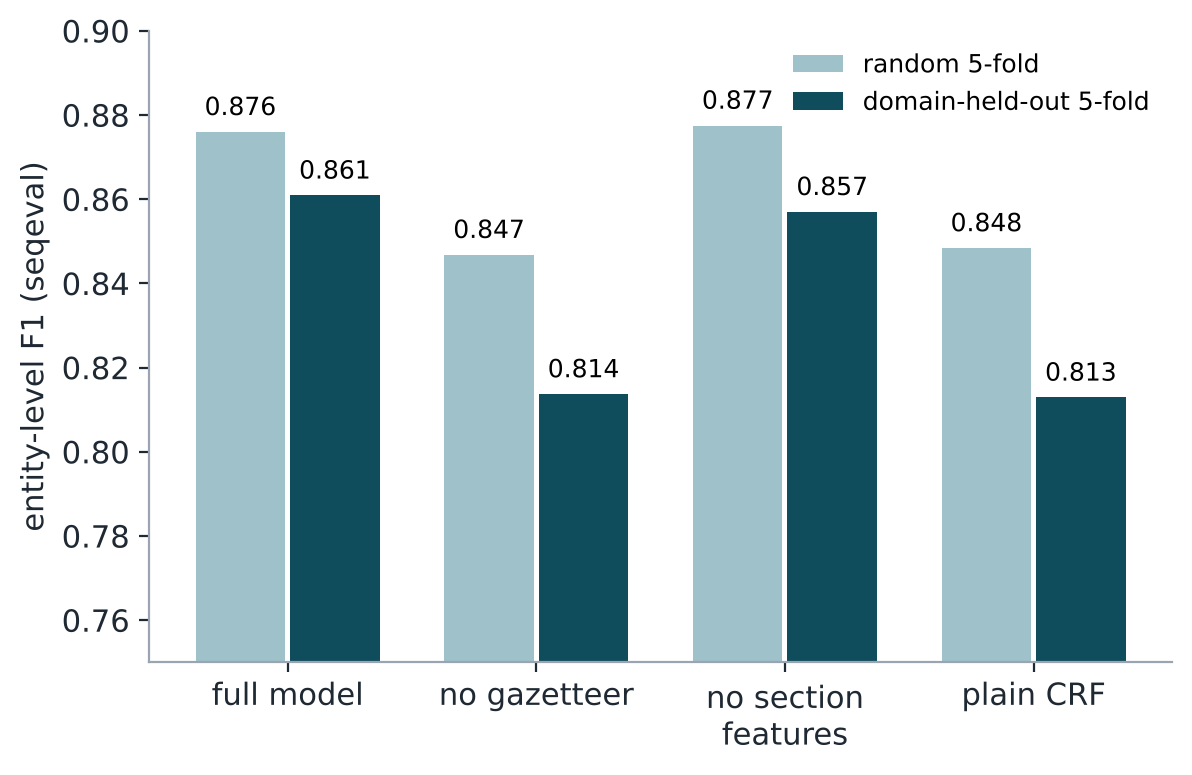 entity-level F1 (seqeval)
0.90
0.88
0.86
0.84
0.82
0.80
0.78
0.76
random 5-fold
domain-held-out 5-fold
0.876
0.861
0.847
0.814
0.877
0.857
0.848
0.813
full model
no gazetteer
no section
features
plain CRF